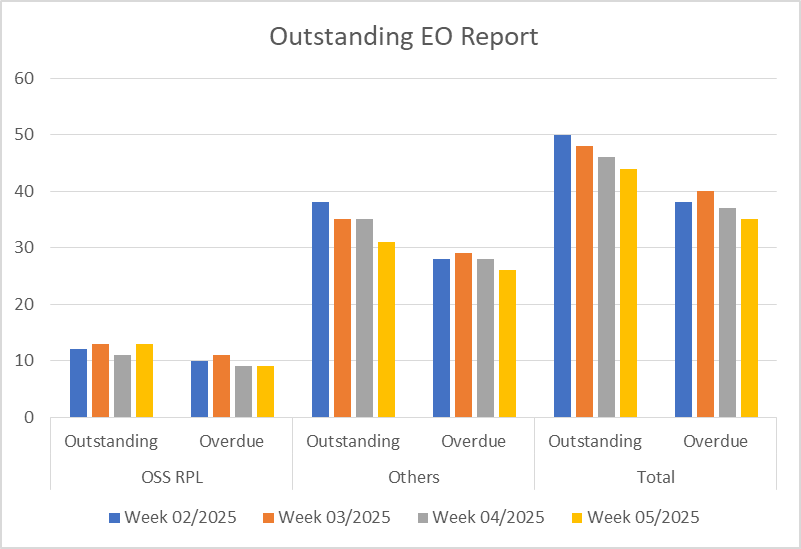 Outstanding EO Report
60
50
40
30
20
10
0
Outstanding Overdue Outstanding Overdue Outstanding Overdue
OSS RPL Others Total
Week 02/2025 Week 03/2025 Week 04/2025 Week 05/2025